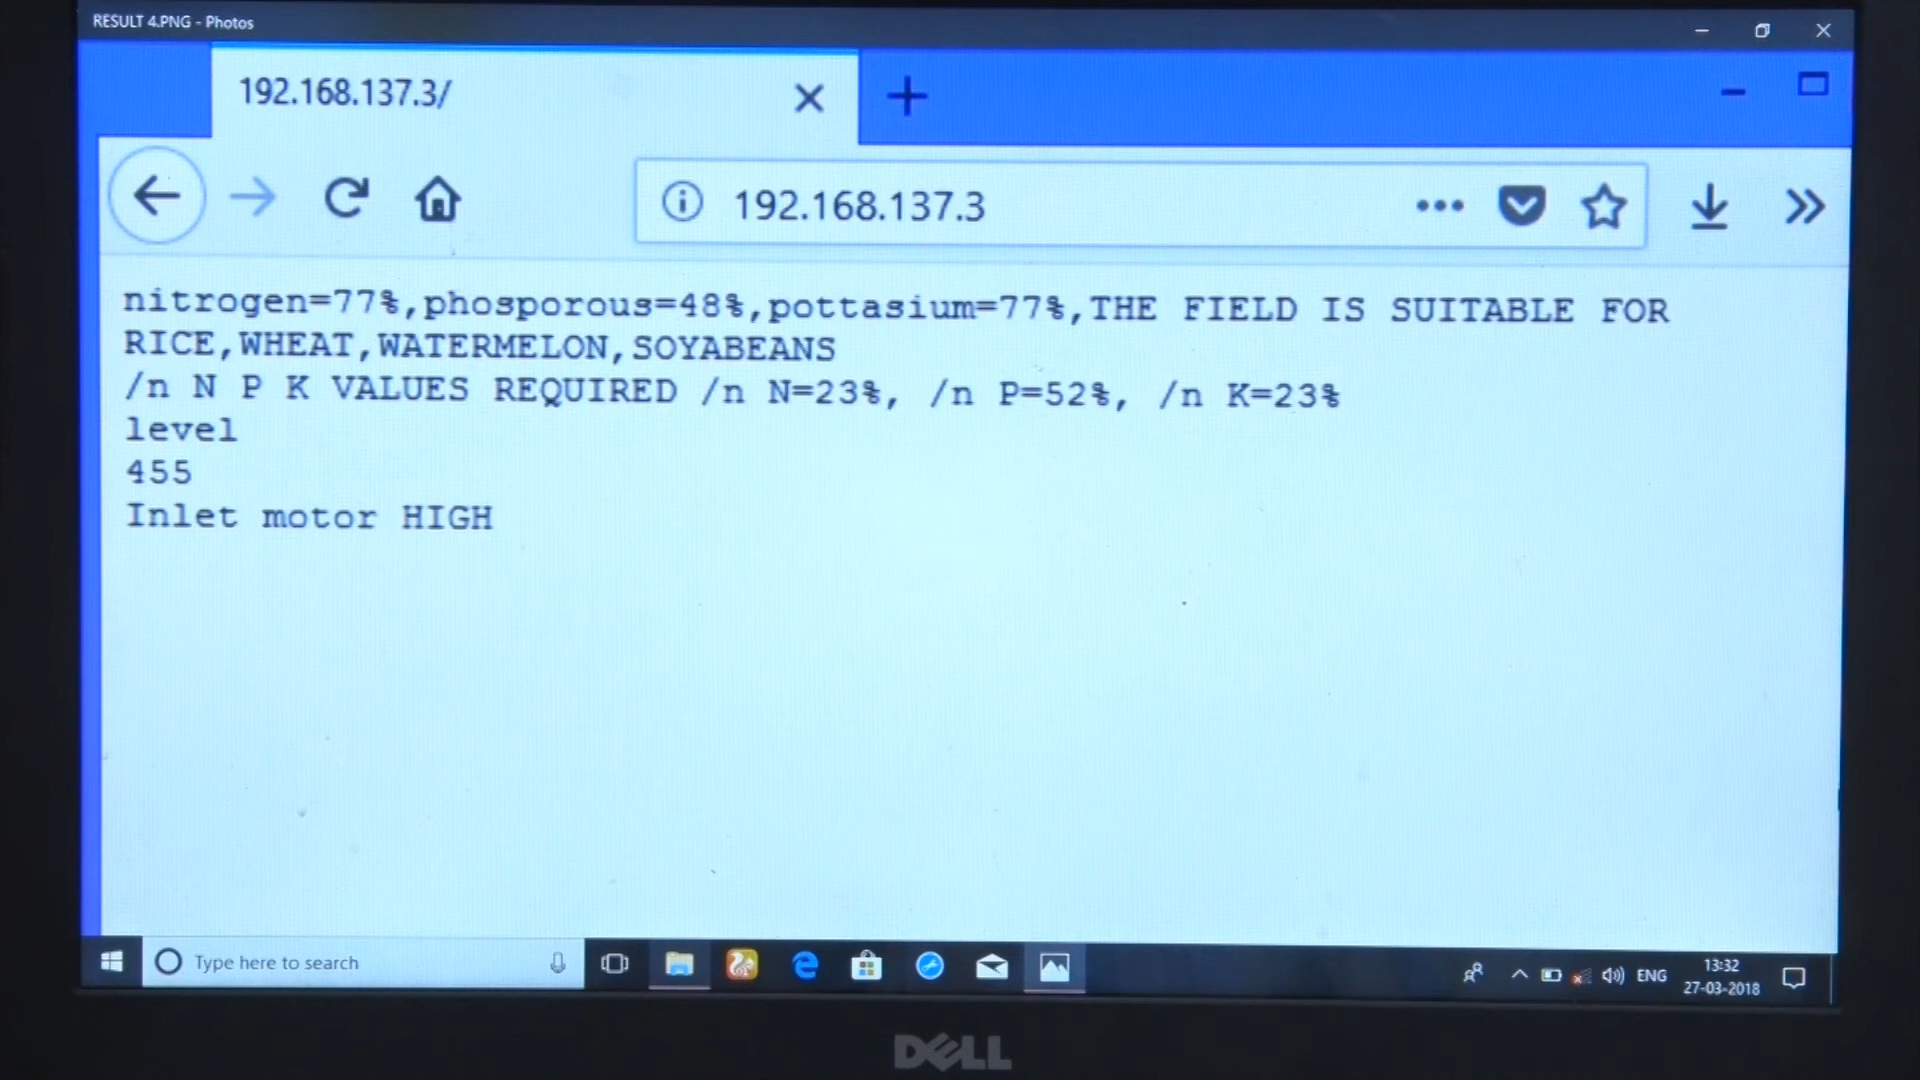 RESULT 4.PNG - Photos
192.168.137.3/
192.168.137.3
nitrogen=77%,phosporous=48%,pottasium=77%,THE FIELD IS SUITABLE FOR
RICE,WHEAT,WATERMELON,SOYABEANS
/n N P K VALUES REQUIRED /n N=23%, /n P=52%, /n K=23%
level
455
Inlet motor HIGH
Type here to search
ENG
13:32
27-03-2018
DELL